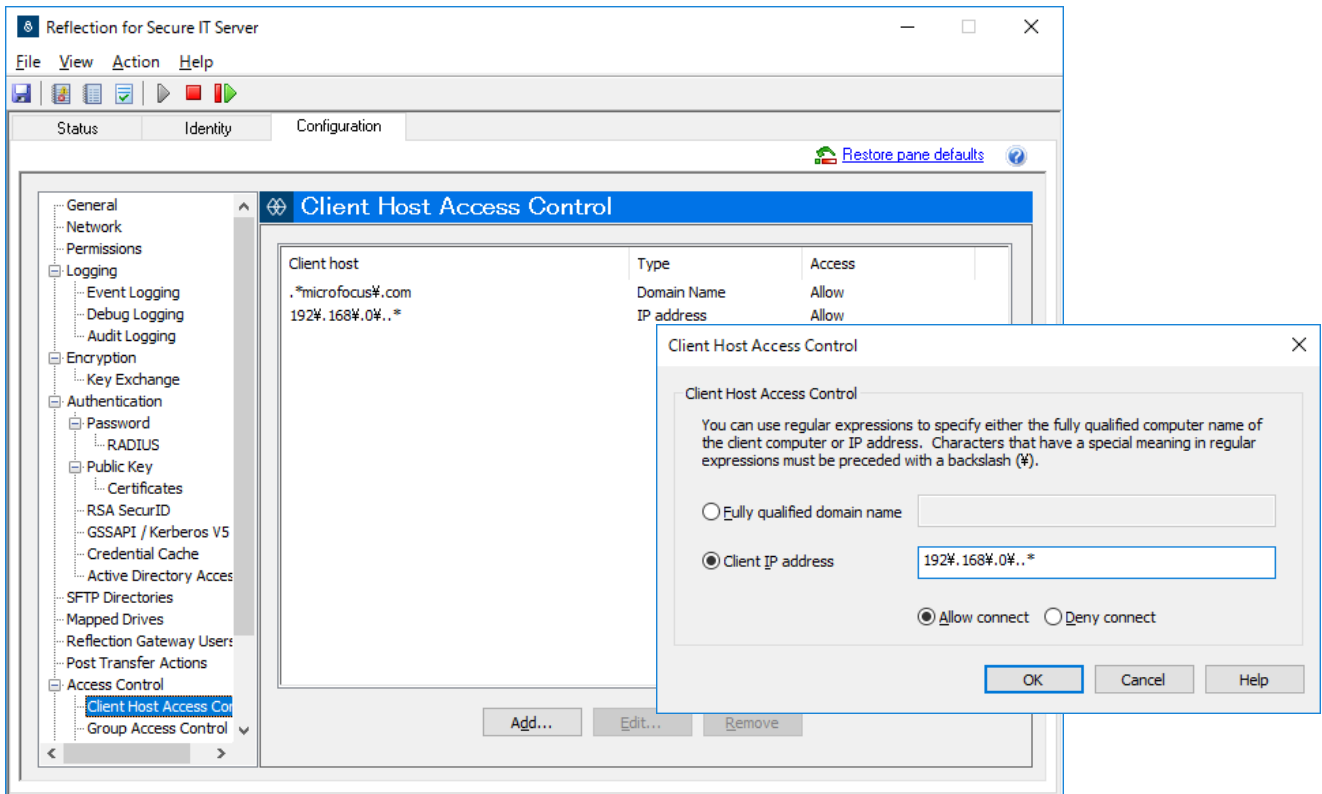 Reflection for Secure IT Server
File View Action Help
Status Identity Configuration
Restore pane defaults
General
Network
Permissions
Logging
Event Logging
Debug Logging
Audit Logging
Encryption
Key Exchange
Authentication
Password
RADIUS
Public Key
Certificates
RSA SecurID
GSSAPI / Kerberos V5
Credential Cache
Active Directory Acces
SFTP Directories
Mapped Drives
Reflection Gateway Users
Post Transfer Actions
Access Control
Client Host Access Con
Group Access Control
Client Host Access Control
Client host Type Access
.*microfocus¥.com Domain Name Allow
192¥.168¥.0¥..* IP address Allow
Add... Edit... Remove
Client Host Access Control
Client Host Access Control
You can use regular expressions to specify either the fully qualified computer name of
the client computer or IP address. Characters that have a special meaning in regular
expressions must be preceded with a backslash (¥).
Fully qualified domain name
Client IP address 192¥.168¥.0¥..*
Allow connect Deny connect
OK Cancel Help